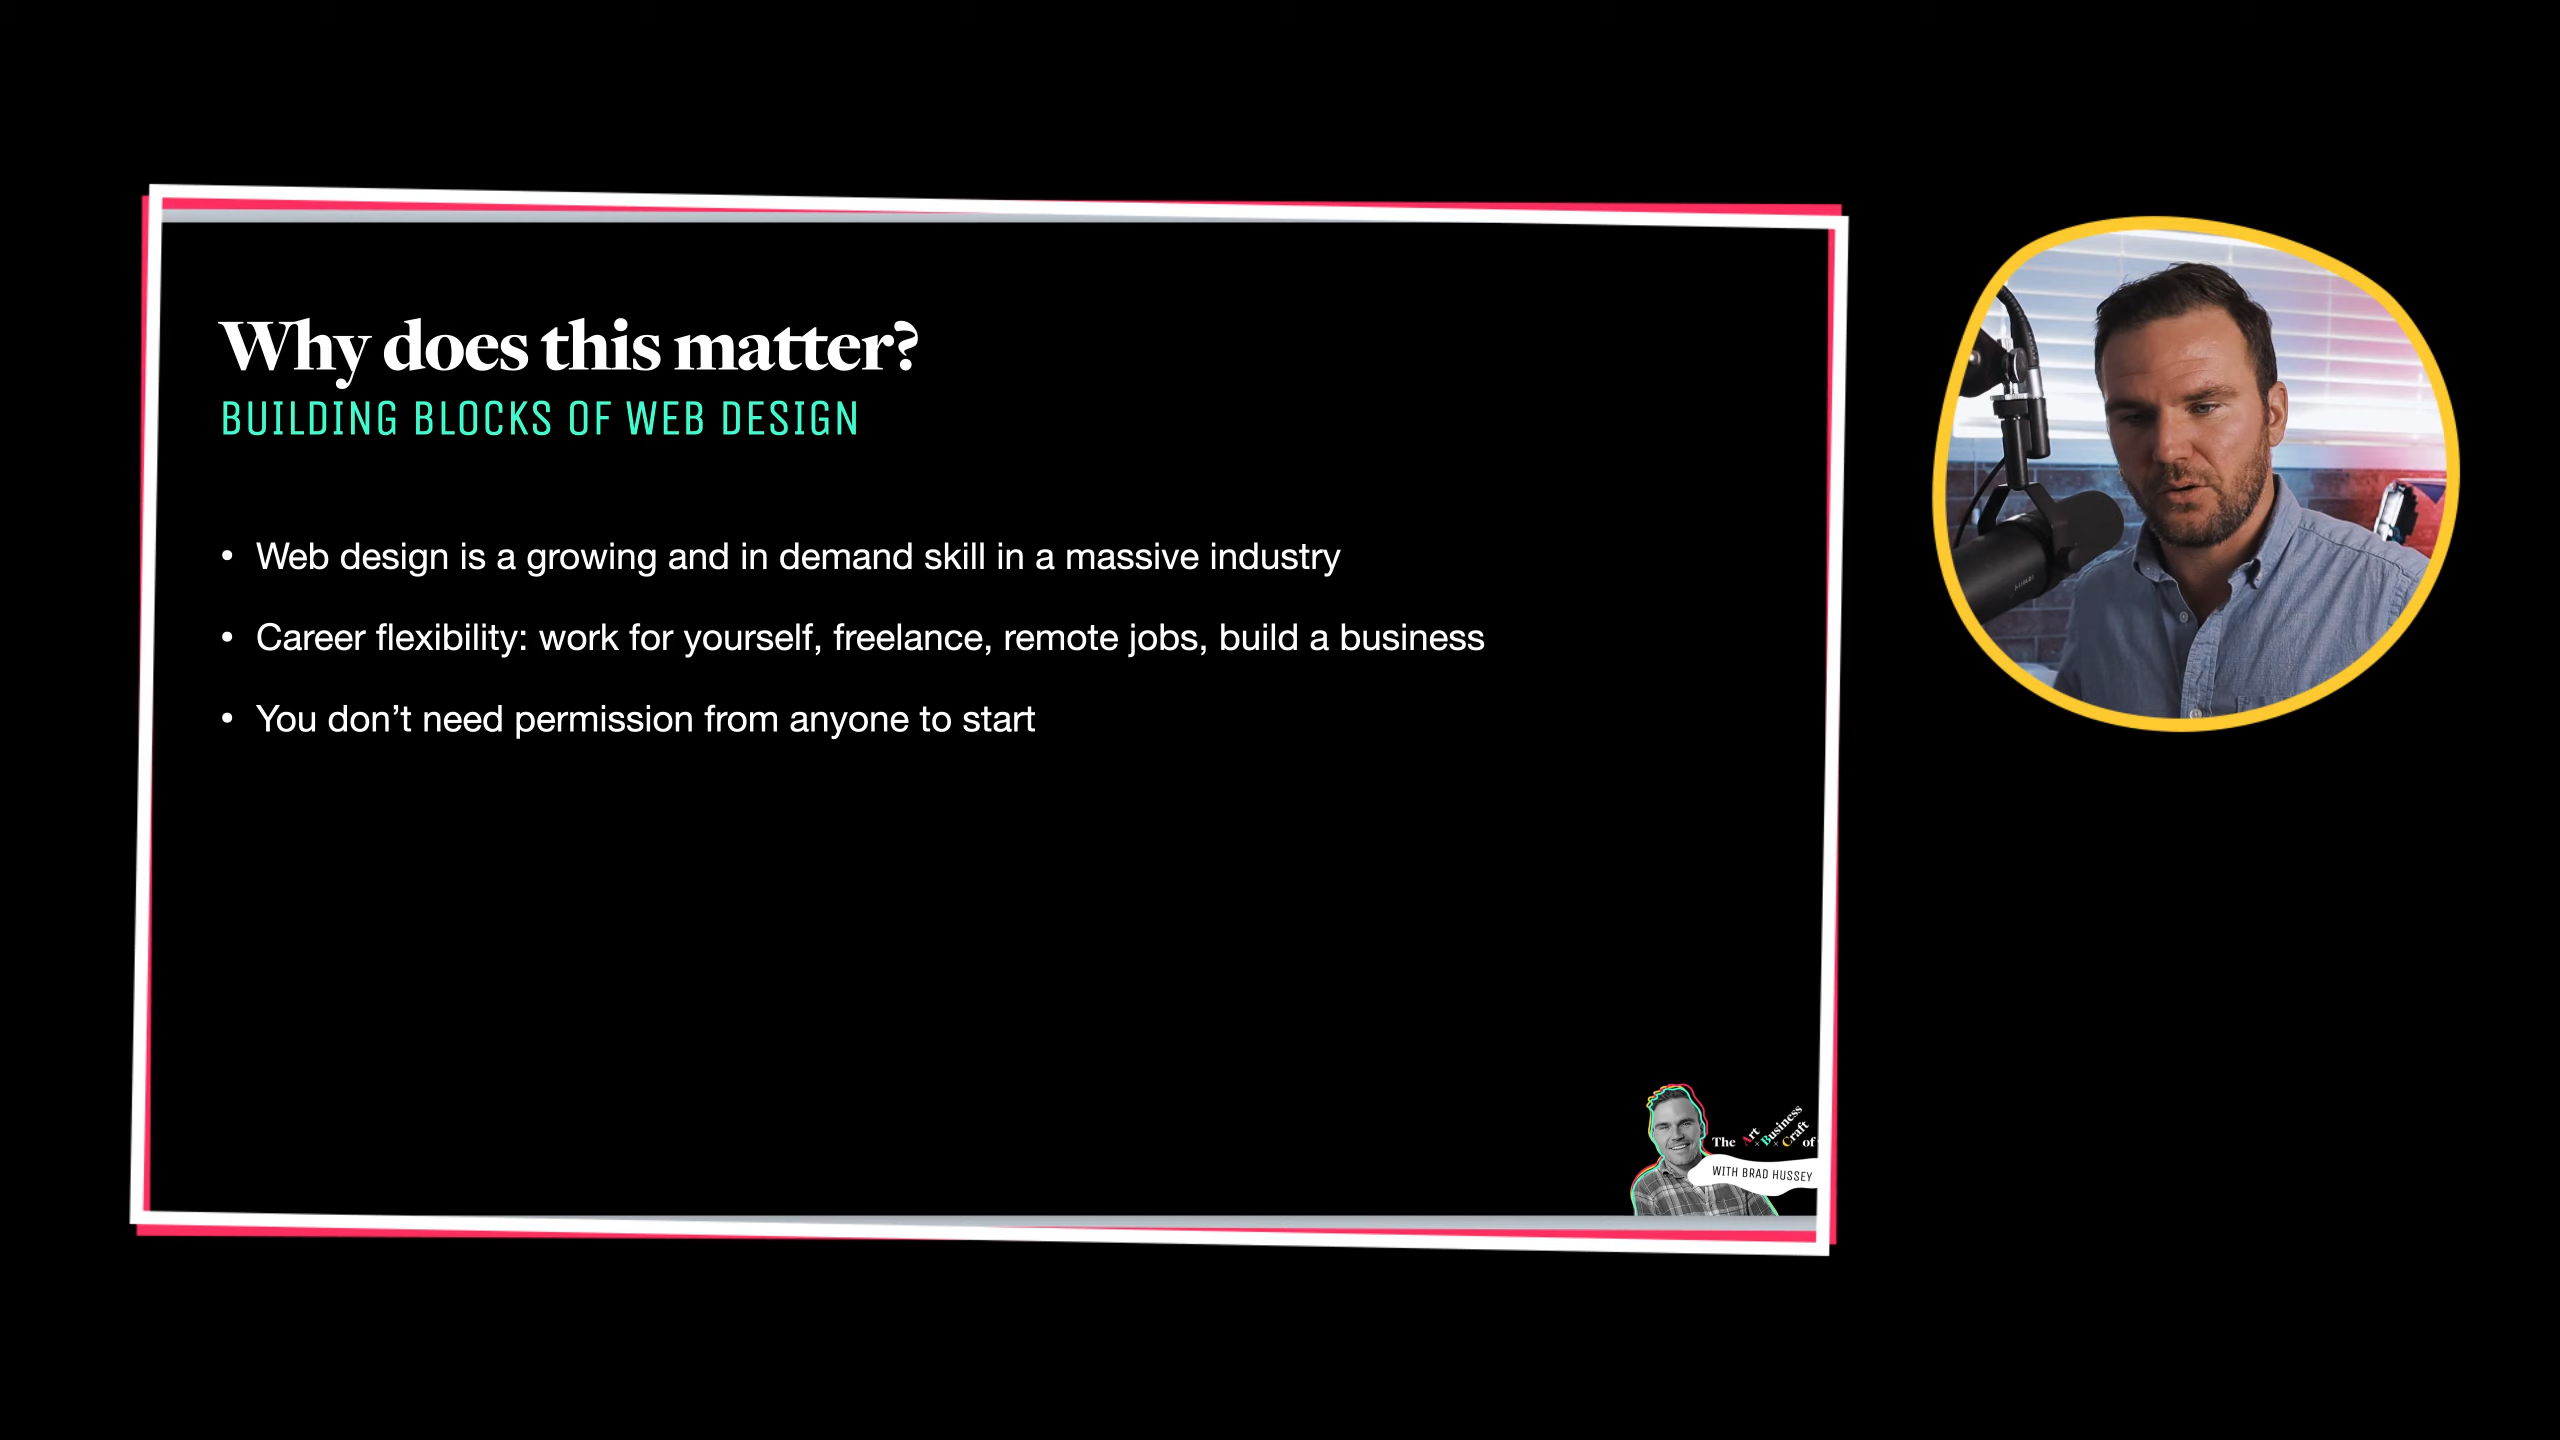 Why does this matter?
BUILDING BLOCKS OF WEB DESIGN
• Web design is a growing and in demand skill in a massive industry
• Career flexibility: work for yourself, freelance, remote jobs, build a business
• You don’t need permission from anyone to start
The Art × Business × Craft of
WITH BRAD HUSSEY